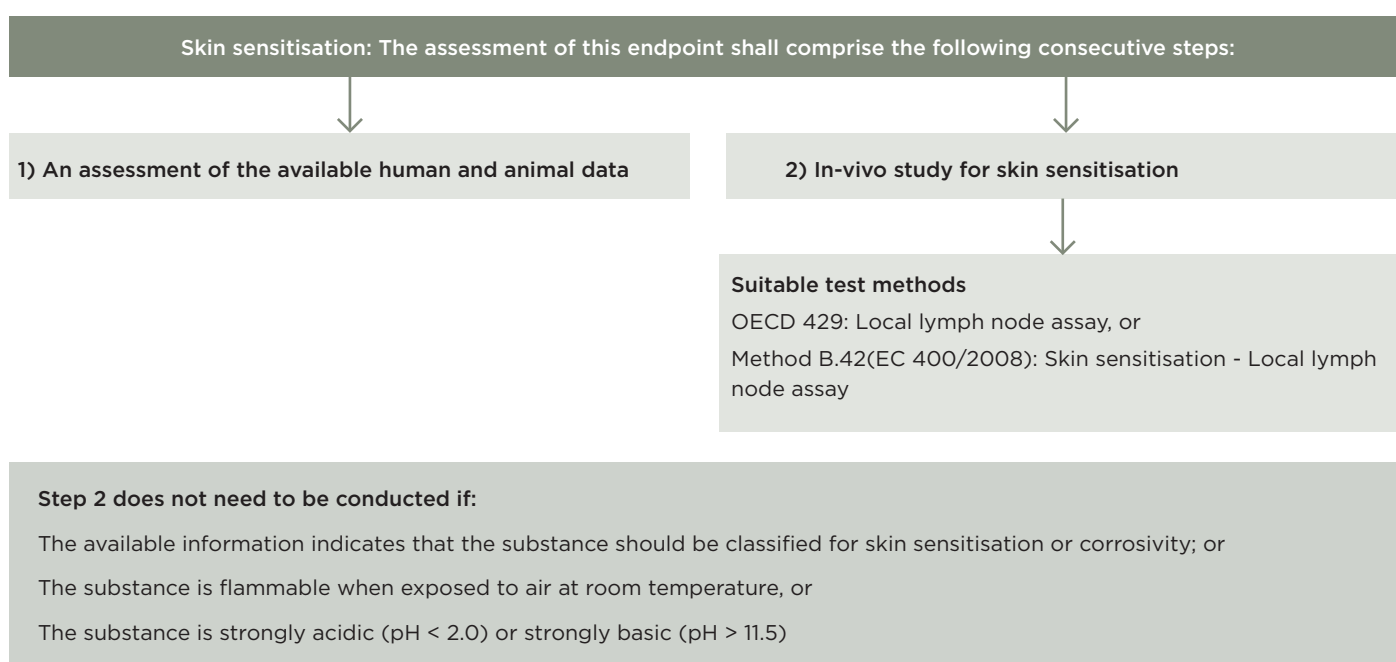 Skin sensitisation: The assessment of this endpoint shall comprise the following consecutive steps:
1) An assessment of the available human and animal data
2) In-vivo study for skin sensitisation
Suitable test methods
OECD 429: Local lymph node assay, or
Method B.42(EC 400/2008): Skin sensitisation - Local lymph
node assay
Step 2 does not need to be conducted if:
The available information indicates that the substance should be classified for skin sensitisation or corrosivity; or
The substance is flammable when exposed to air at room temperature, or
The substance is strongly acidic (pH < 2.0) or strongly basic (pH > 11.5)